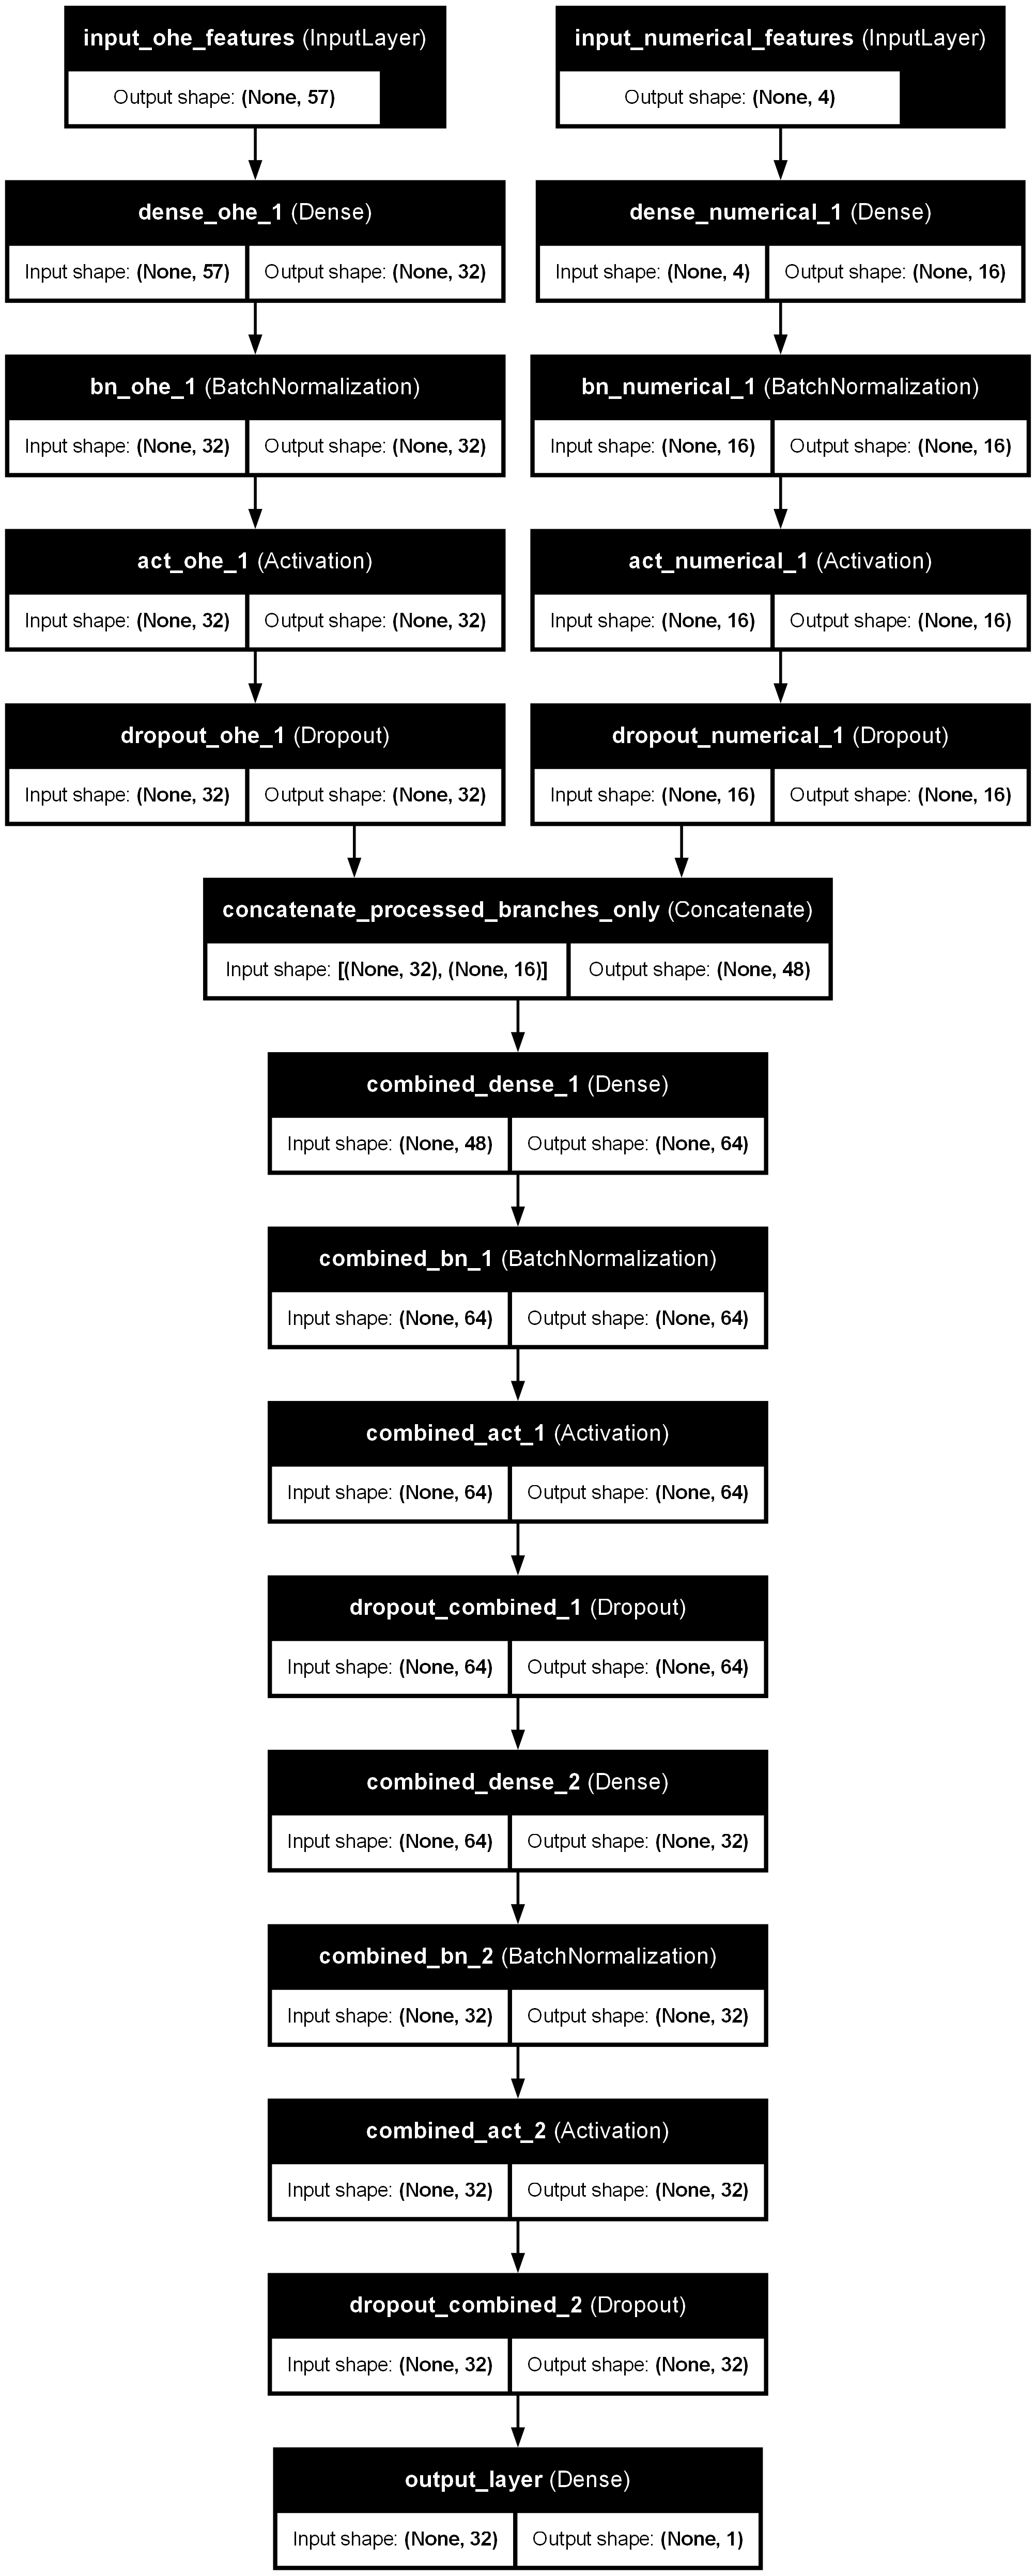 input_ohe_features (InputLayer)
Output shape: (None, 57)
input_numerical_features (InputLayer)
Output shape: (None, 4)
dense_ohe_1 (Dense)
Input shape: (None, 57) Output shape: (None, 32)
dense_numerical_1 (Dense)
Input shape: (None, 4) Output shape: (None, 16)
bn_ohe_1 (BatchNormalization)
Input shape: (None, 32) Output shape: (None, 32)
bn_numerical_1 (BatchNormalization)
Input shape: (None, 16) Output shape: (None, 16)
act_ohe_1 (Activation)
Input shape: (None, 32) Output shape: (None, 32)
act_numerical_1 (Activation)
Input shape: (None, 16) Output shape: (None, 16)
dropout_ohe_1 (Dropout)
Input shape: (None, 32) Output shape: (None, 32)
dropout_numerical_1 (Dropout)
Input shape: (None, 16) Output shape: (None, 16)
concatenate_processed_branches_only (Concatenate)
Input shape: [(None, 32), (None, 16)] Output shape: (None, 48)
combined_dense_1 (Dense)
Input shape: (None, 48) Output shape: (None, 64)
combined_bn_1 (BatchNormalization)
Input shape: (None, 64) Output shape: (None, 64)
combined_act_1 (Activation)
Input shape: (None, 64) Output shape: (None, 64)
dropout_combined_1 (Dropout)
Input shape: (None, 64) Output shape: (None, 64)
combined_dense_2 (Dense)
Input shape: (None, 64) Output shape: (None, 32)
combined_bn_2 (BatchNormalization)
Input shape: (None, 32) Output shape: (None, 32)
combined_act_2 (Activation)
Input shape: (None, 32) Output shape: (None, 32)
dropout_combined_2 (Dropout)
Input shape: (None, 32) Output shape: (None, 32)
output_layer (Dense)
Input shape: (None, 32) Output shape: (None, 1)